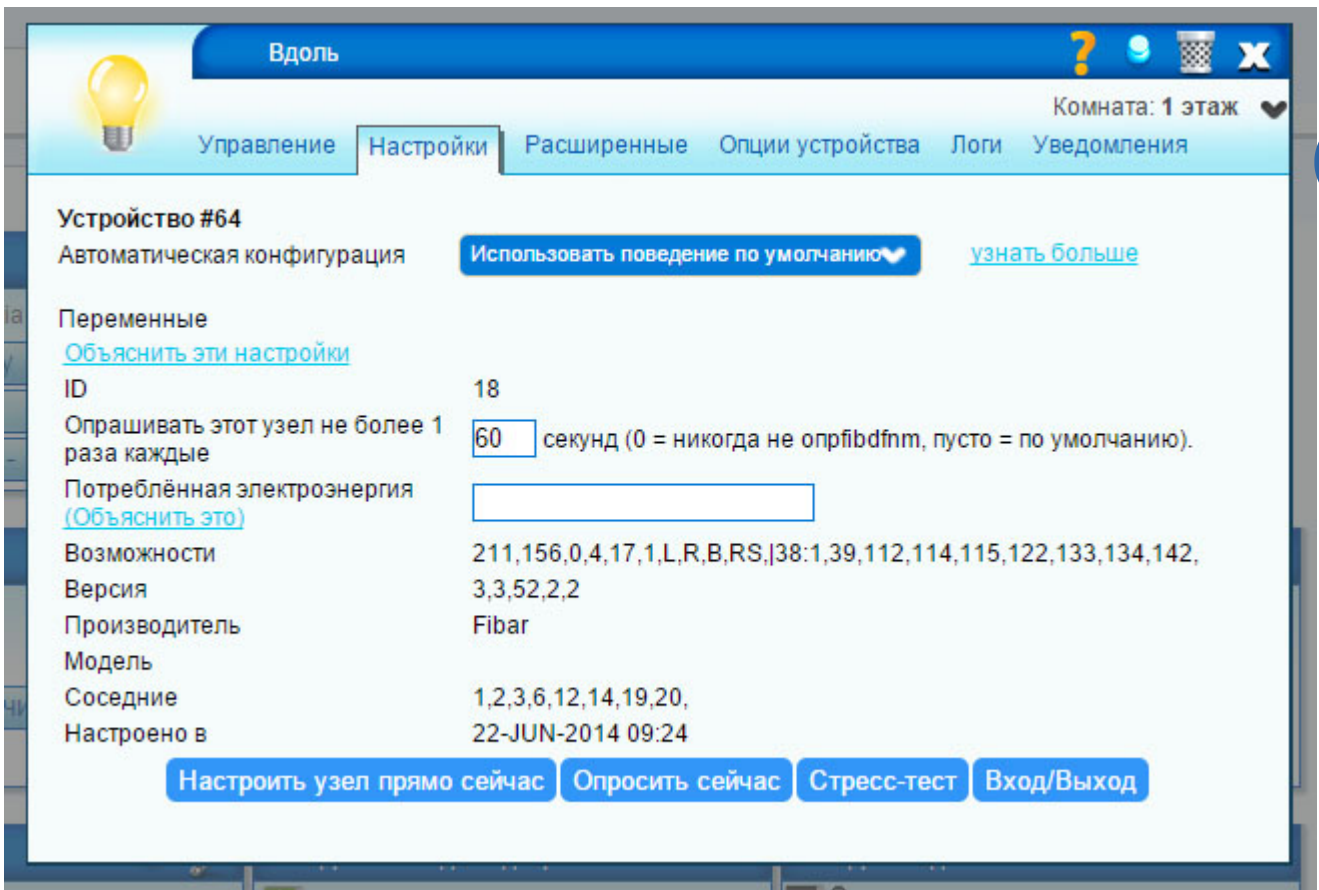 Вдоль
Комната: 1 этаж
Управление Настройки Расширенные Опции устройства Логи Уведомления
Устройство #64
Автоматическая конфигурация Использовать поведение по умолчанию узнать больше
Переменные
Объяснить эти настройки
ID 18
Опрашивать этот узел не более 1
раза каждые 60 секунд (0 = никогда не опрfibdfnm, пусто = по умолчанию).
Потреблённая электроэнергия
(Объяснить это)
Возможности 211,156,0,4,17,1,L,R,B,RS,|38:1,39,112,114,115,122,133,134,142,
Версия 3,3,52,2,2
Производитель Fibar
Модель
Соседние 1,2,3,6,12,14,19,20,
Настроено в 22-JUN-2014 09:24
Настроить узел прямо сейчас Опросить сейчас Стресс-тест Вход/Выход